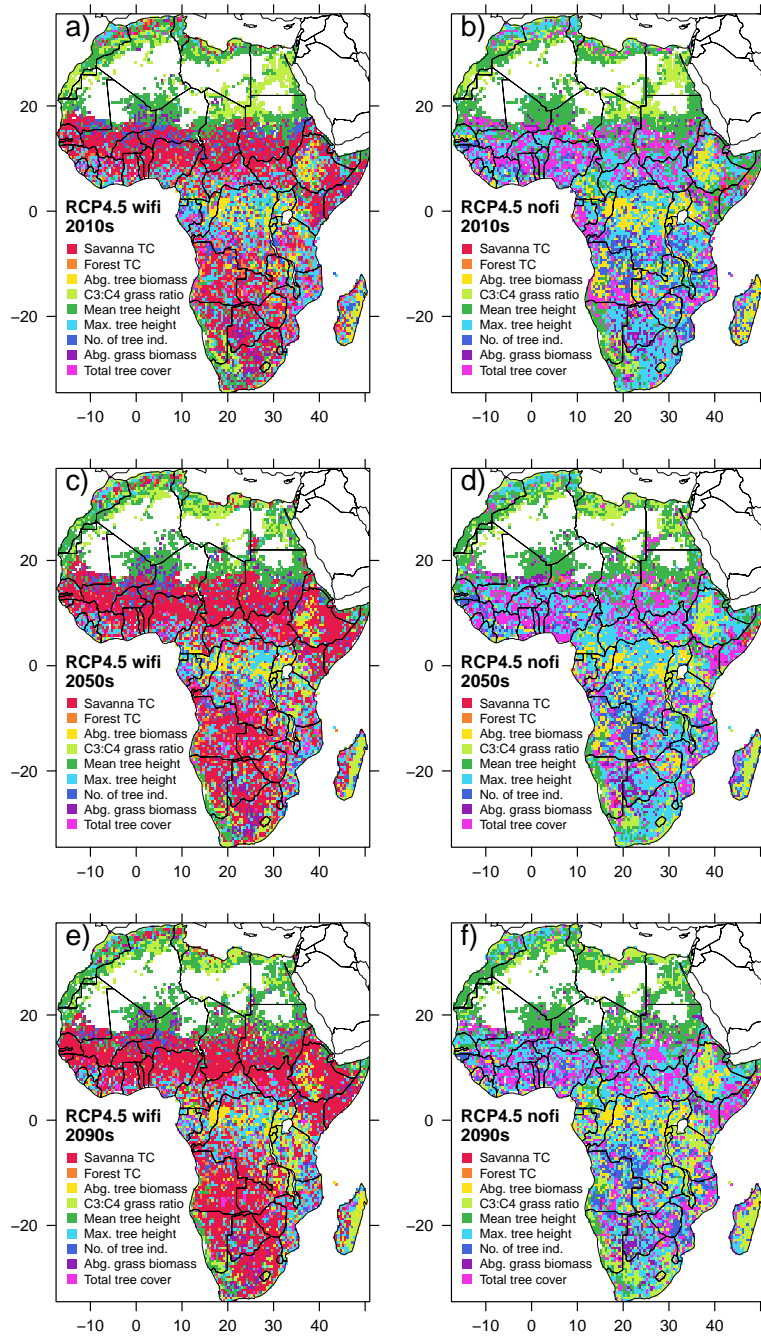 a)
20
0
−20
RCP4.5 wifi
2010s
Savanna TC
Forest TC
Abg. tree biomass
C3:C4 grass ratio
Mean tree height
Max. tree height
No. of tree ind.
Abg. grass biomass
Total tree cover
−10 0 10 20 30 40
b)
20
0
−20
RCP4.5 nofi
2010s
Savanna TC
Forest TC
Abg. tree biomass
C3:C4 grass ratio
Mean tree height
Max. tree height
No. of tree ind.
Abg. grass biomass
Total tree cover
−10 0 10 20 30 40
c)
20
0
−20
RCP4.5 wifi
2050s
Savanna TC
Forest TC
Abg. tree biomass
C3:C4 grass ratio
Mean tree height
Max. tree height
No. of tree ind.
Abg. grass biomass
Total tree cover
−10 0 10 20 30 40
d)
20
0
−20
RCP4.5 nofi
2050s
Savanna TC
Forest TC
Abg. tree biomass
C3:C4 grass ratio
Mean tree height
Max. tree height
No. of tree ind.
Abg. grass biomass
Total tree cover
−10 0 10 20 30 40
e)
20
0
−20
RCP4.5 wifi
2090s
Savanna TC
Forest TC
Abg. tree biomass
C3:C4 grass ratio
Mean tree height
Max. tree height
No. of tree ind.
Abg. grass biomass
Total tree cover
−10 0 10 20 30 40
f)
20
0
−20
RCP4.5 nofi
2090s
Savanna TC
Forest TC
Abg. tree biomass
C3:C4 grass ratio
Mean tree height
Max. tree height
No. of tree ind.
Abg. grass biomass
Total tree cover
−10 0 10 20 30 40